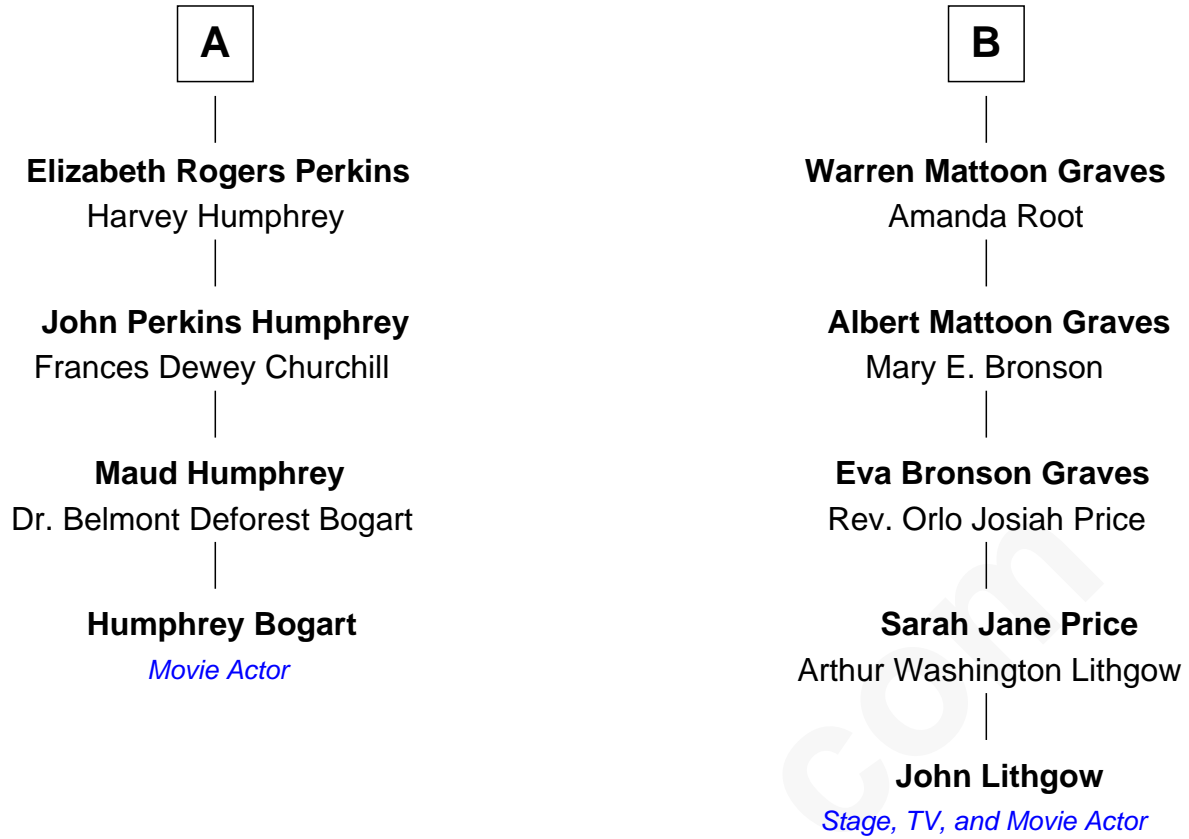 A
Elizabeth Rogers Perkins
Harvey Humphrey
John Perkins Humphrey
Frances Dewey Churchill
Maud Humphrey
Dr. Belmont Deforest Bogart
Humphrey Bogart
Movie Actor
B
Warren Mattoon Graves
Amanda Root
Albert Mattoon Graves
Mary E. Bronson
Eva Bronson Graves
Rev. Orlo Josiah Price
Sarah Jane Price
Arthur Washington Lithgow
John Lithgow
Stage, TV, and Movie Actor
com